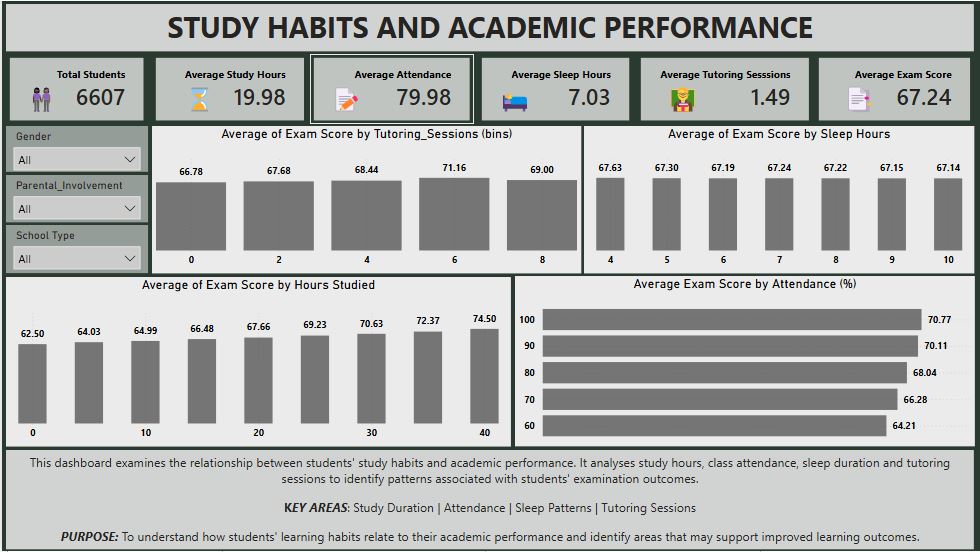 STUDY HABITS AND ACADEMIC PERFORMANCE
Total Students
6607
Average Study Hours
19.98
Average Attendance
79.98
Average Sleep Hours
7.03
Average Tutoring Sesssions
1.49
Average Exam Score
67.24
Gender
All
Parental_Involvement
All
School Type
All
Average of Exam Score by Tutoring_Sessions (bins)
66.78 67.68 68.44 71.16 69.00
0 2 4 6 8
Average of Exam Score by Sleep Hours
67.63 67.30 67.19 67.24 67.22 67.15 67.14
4 5 6 7 8 9 10
Average of Exam Score by Hours Studied
62.50 64.03 64.99 66.48 67.66 69.23 70.63 72.37 74.50
0 10 20 30 40
Average Exam Score by Attendance (%)
100 70.77
90 70.11
80 68.04
70 66.28
60 64.21
This dashboard examines the relationship between students' study habits and academic performance. It analyses study hours, class attendance, sleep duration and tutoring
sessions to identify patterns associated with students' examination outcomes.
KEY AREAS: Study Duration | Attendance | Sleep Patterns | Tutoring Sessions
PURPOSE: To understand how students' learning habits relate to their academic performance and identify areas that may support improved learning outcomes.